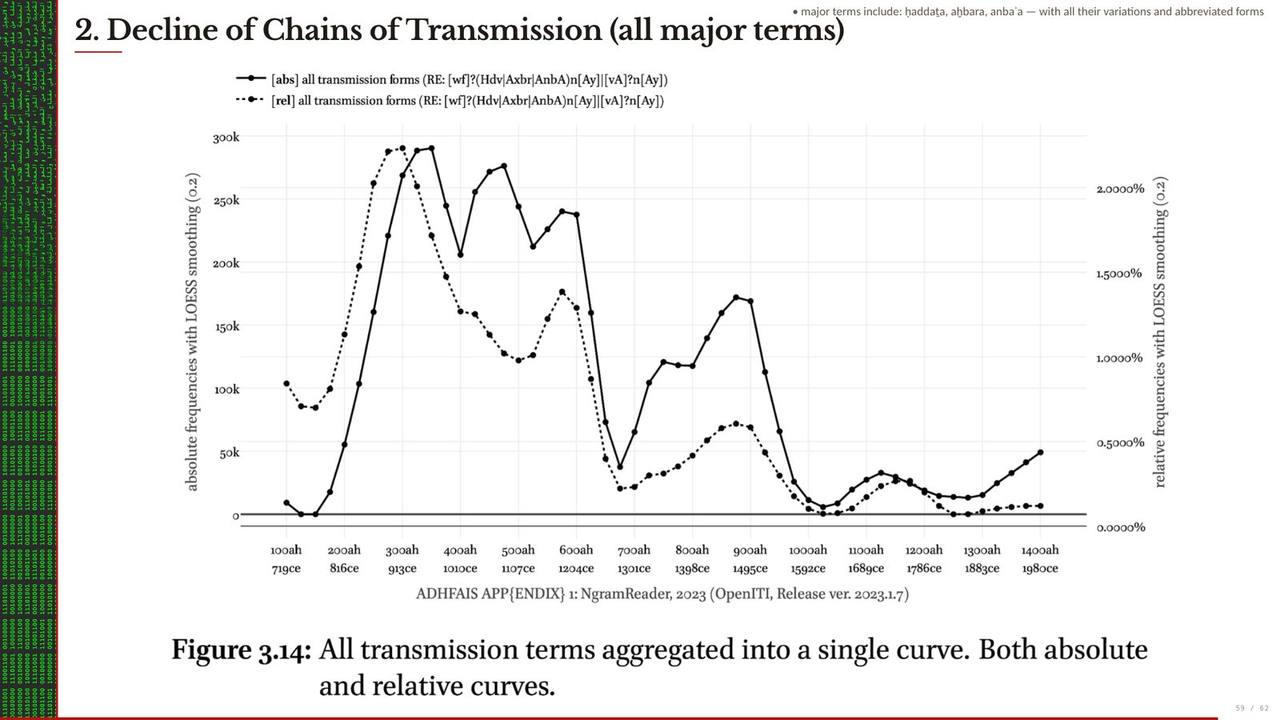 • major terms include: ḥaddaṯa, aḫbara, anbaʾa — with all their variations and abbreviated forms
2. Decline of Chains of Transmission (all major terms)
[abs] all transmission forms (RE: [wf]?(Hdv|Axbr|AnbA)n[Ay]|[vA]?n[Ay])
[rel] all transmission forms (RE: [wf]?(Hdv|Axbr|AnbA)n[Ay]|[vA]?n[Ay])
absolute frequencies with LOESS smoothing (0.2)
300k
250k
200k
150k
100k
50k
0
2.0000%
1.5000%
1.0000%
0.5000%
0.0000%
relative frequencies with LOESS smoothing (0.2)
100ah 200ah 300ah 400ah 500ah 600ah 700ah 800ah 900ah 1000ah 1100ah 1200ah 1300ah 1400ah
719ce 816ce 913ce 1010ce 1107ce 1204ce 1301ce 1398ce 1495ce 1592ce 1689ce 1786ce 1883ce 1980ce
ADHFAIS APP{ENDIX} 1: NgramReader, 2023 (OpenITI, Release ver. 2023.1.7)
Figure 3.14: All transmission terms aggregated into a single curve. Both absolute
and relative curves.
59 / 62